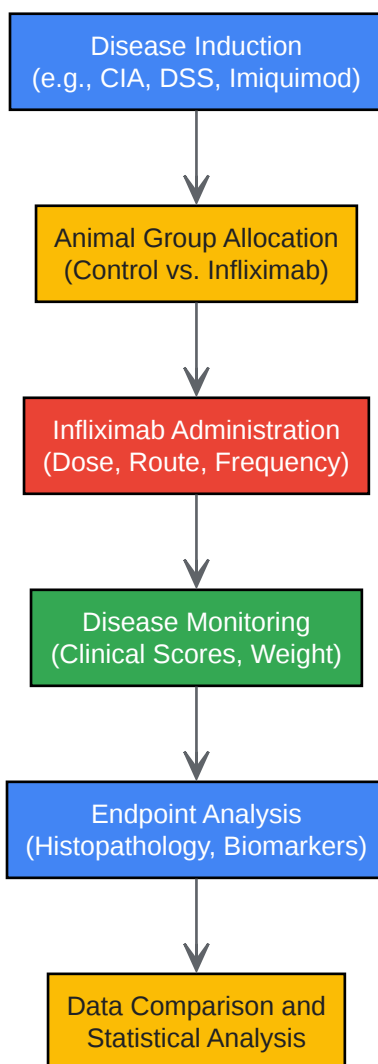 Disease Induction
(e.g., CIA, DSS, Imiquimod)
Animal Group Allocation
(Control vs. Infliximab)
Infliximab Administration
(Dose, Route, Frequency)
Disease Monitoring
(Clinical Scores, Weight)
Endpoint Analysis
(Histopathology, Biomarkers)
Data Comparison and
Statistical Analysis